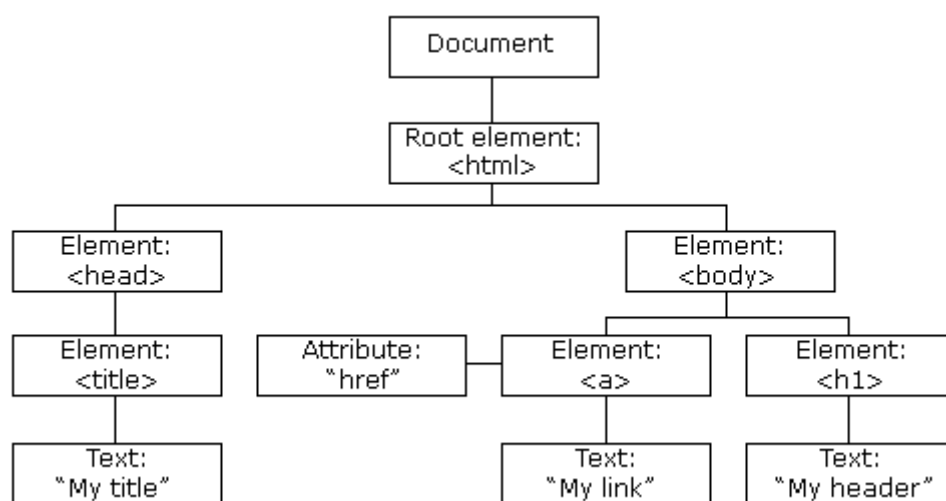 Document
Root element:
<html>
Element:
<head>
Element:
<body>
Element:
<title>
Attribute:
“href”
Element:
<a>
Element:
<h1>
Text:
“My title”
Text:
“My link”
Text:
“My header”